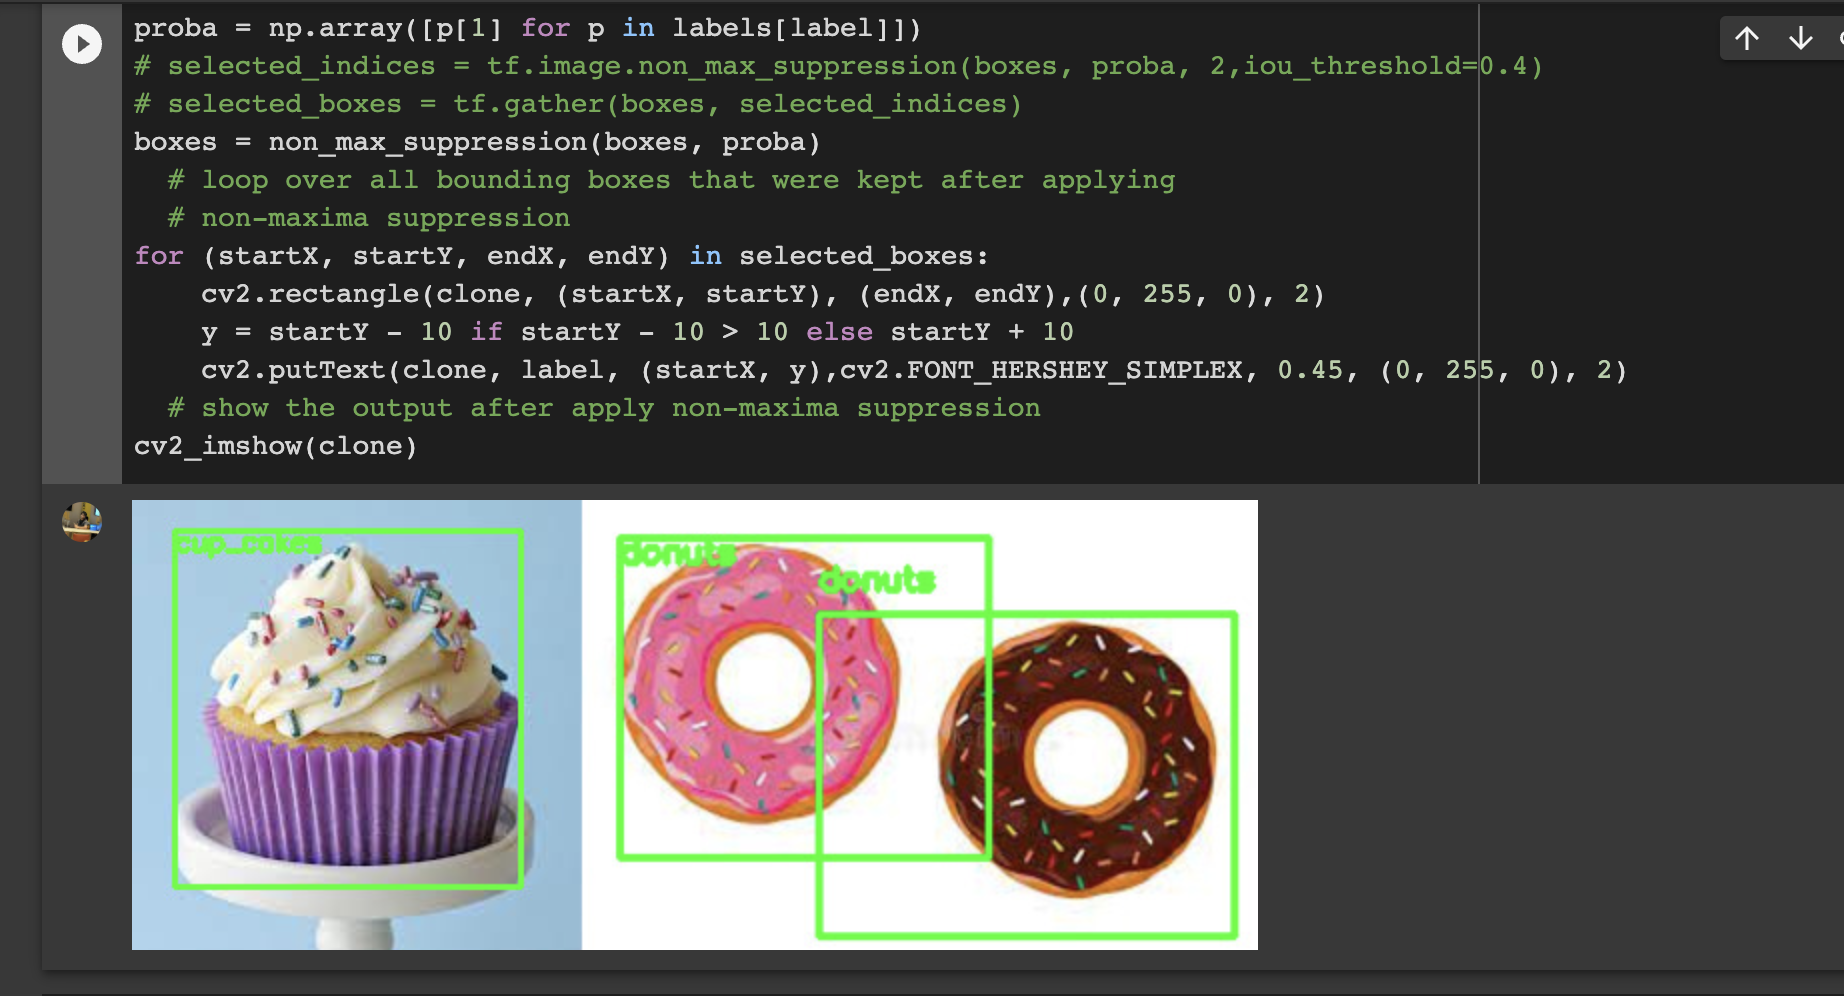 proba = np.array([p[1] for p in labels[label]])
# selected_indices = tf.image.non_max_suppression(boxes, proba, 2,iou_threshold=0.4)
# selected_boxes = tf.gather(boxes, selected_indices)
boxes = non_max_suppression(boxes, proba)
# loop over all bounding boxes that were kept after applying
# non-maxima suppression
for (startX, startY, endX, endY) in selected_boxes:
cv2.rectangle(clone, (startX, startY), (endX, endY),(0, 255, 0), 2)
y = startY - 10 if startY - 10 > 10 else startY + 10
cv2.putText(clone, label, (startX, y),cv2.FONT_HERSHEY_SIMPLEX, 0.45, (0, 255, 0), 2)
# show the output after apply non-maxima suppression
cv2_imshow(clone)
cup_cakes
donuts
donuts